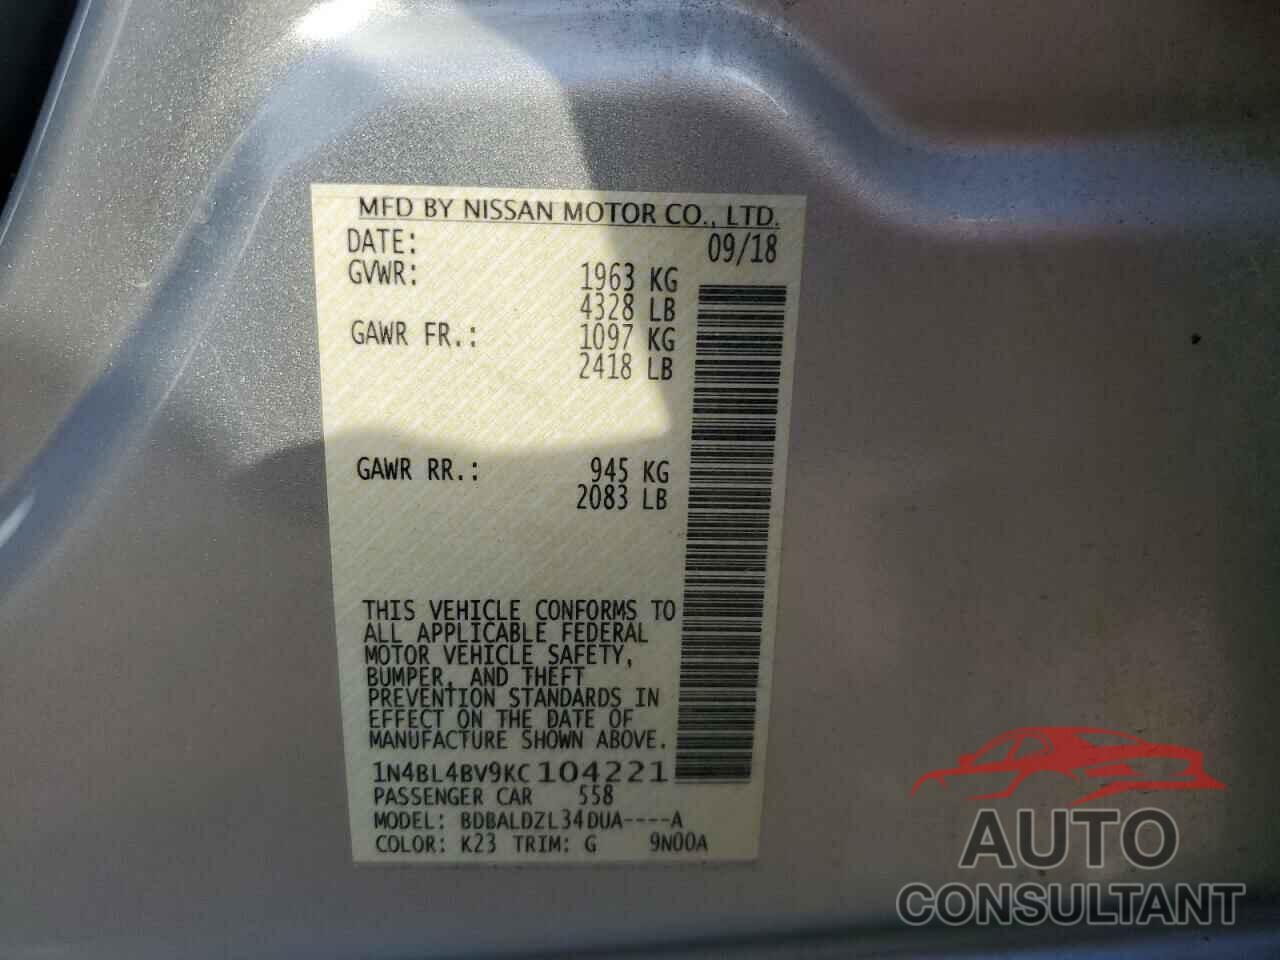 MFD BY NISSAN MOTOR CO., LTD.
DATE: 09/18
GVWR: 1963 KG
4328 LB
GAWR FR.: 1097 KG
2418 LB
GAWR RR.: 945 KG
2083 LB
THIS VEHICLE CONFORMS TO
ALL APPLICABLE FEDERAL
MOTOR VEHICLE SAFETY,
BUMPER, AND THEFT
PREVENTION STANDARDS IN
EFFECT ON THE DATE OF
MANUFACTURE SHOWN ABOVE.
1N4BL4BV9KC104221
PASSENGER CAR 558
MODEL: BDBALDZL34DUA----A
COLOR: K23 TRIM: G 9N00A
AUTO
CONSULTANT